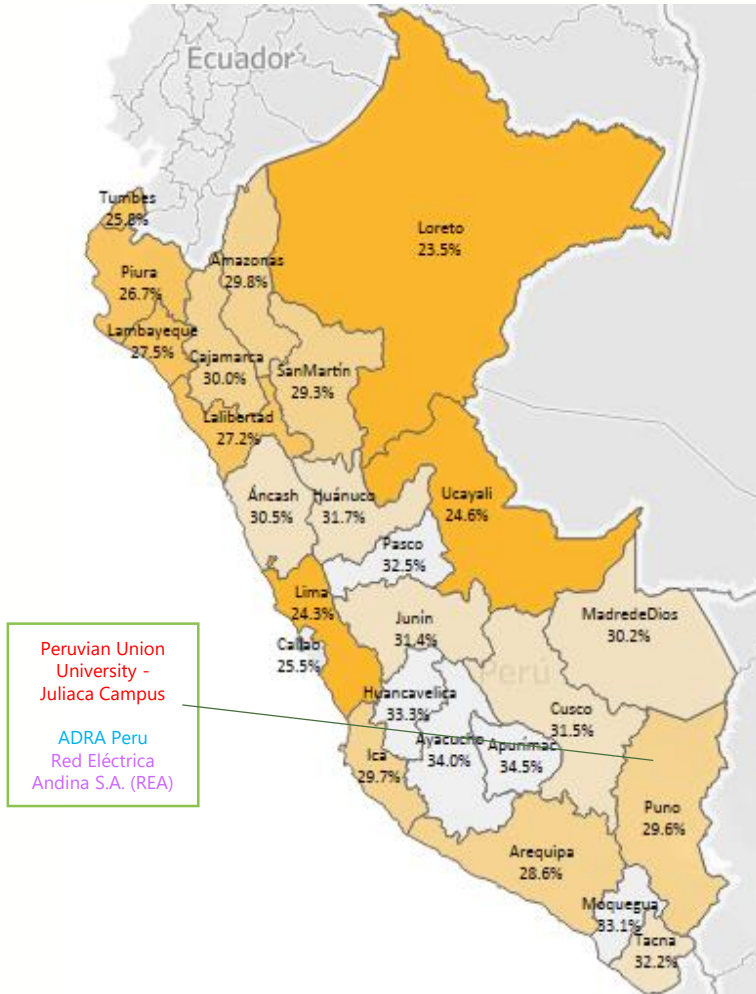 Ecuador
Tumbes
25.8%
Loreto
23.5%
Piura
26.7%
Amazonas
29.8%
Lambayeque
27.5%
Cajamarca
30.0%
SanMartín
29.3%
Lalibertad
27.2%
Áncash
30.5%
Huánuco
31.7%
Ucayali
24.6%
Pasco
32.5%
Lima
24.3%
Callao
25.5%
Junín
31.4%
MadredeDios
30.2%
Perú
Huancavelica
33.3%
Cusco
31.5%
Ayacucho
34.0%
Apurímac
34.5%
Ica
29.7%
Puno
29.6%
Arequipa
28.6%
Moquegua
33.1%
Tacna
32.2%
Peruvian Union
University -
Juliaca Campus
ADRA Peru
Red Eléctrica
Andina S.A. (REA)